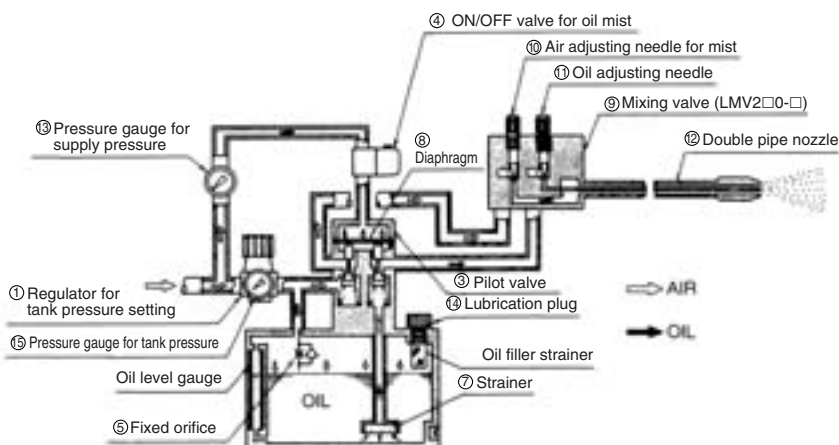 ④ ON/OFF valve for oil mist
⑩ Air adjusting needle for mist
⑪ Oil adjusting needle
⑨ Mixing valve (LMV2□0-□)
⑬ Pressure gauge for
supply pressure
⑧
Diaphragm
⑫ Double pipe nozzle
① Regulator for
tank pressure setting
③ Pilot valve
AIR
⑭ Lubrication plug
⑮ Pressure gauge for tank pressure
OIL
Oil filler strainer
Oil level gauge
⑦ Strainer
OIL
⑤ Fixed orifice